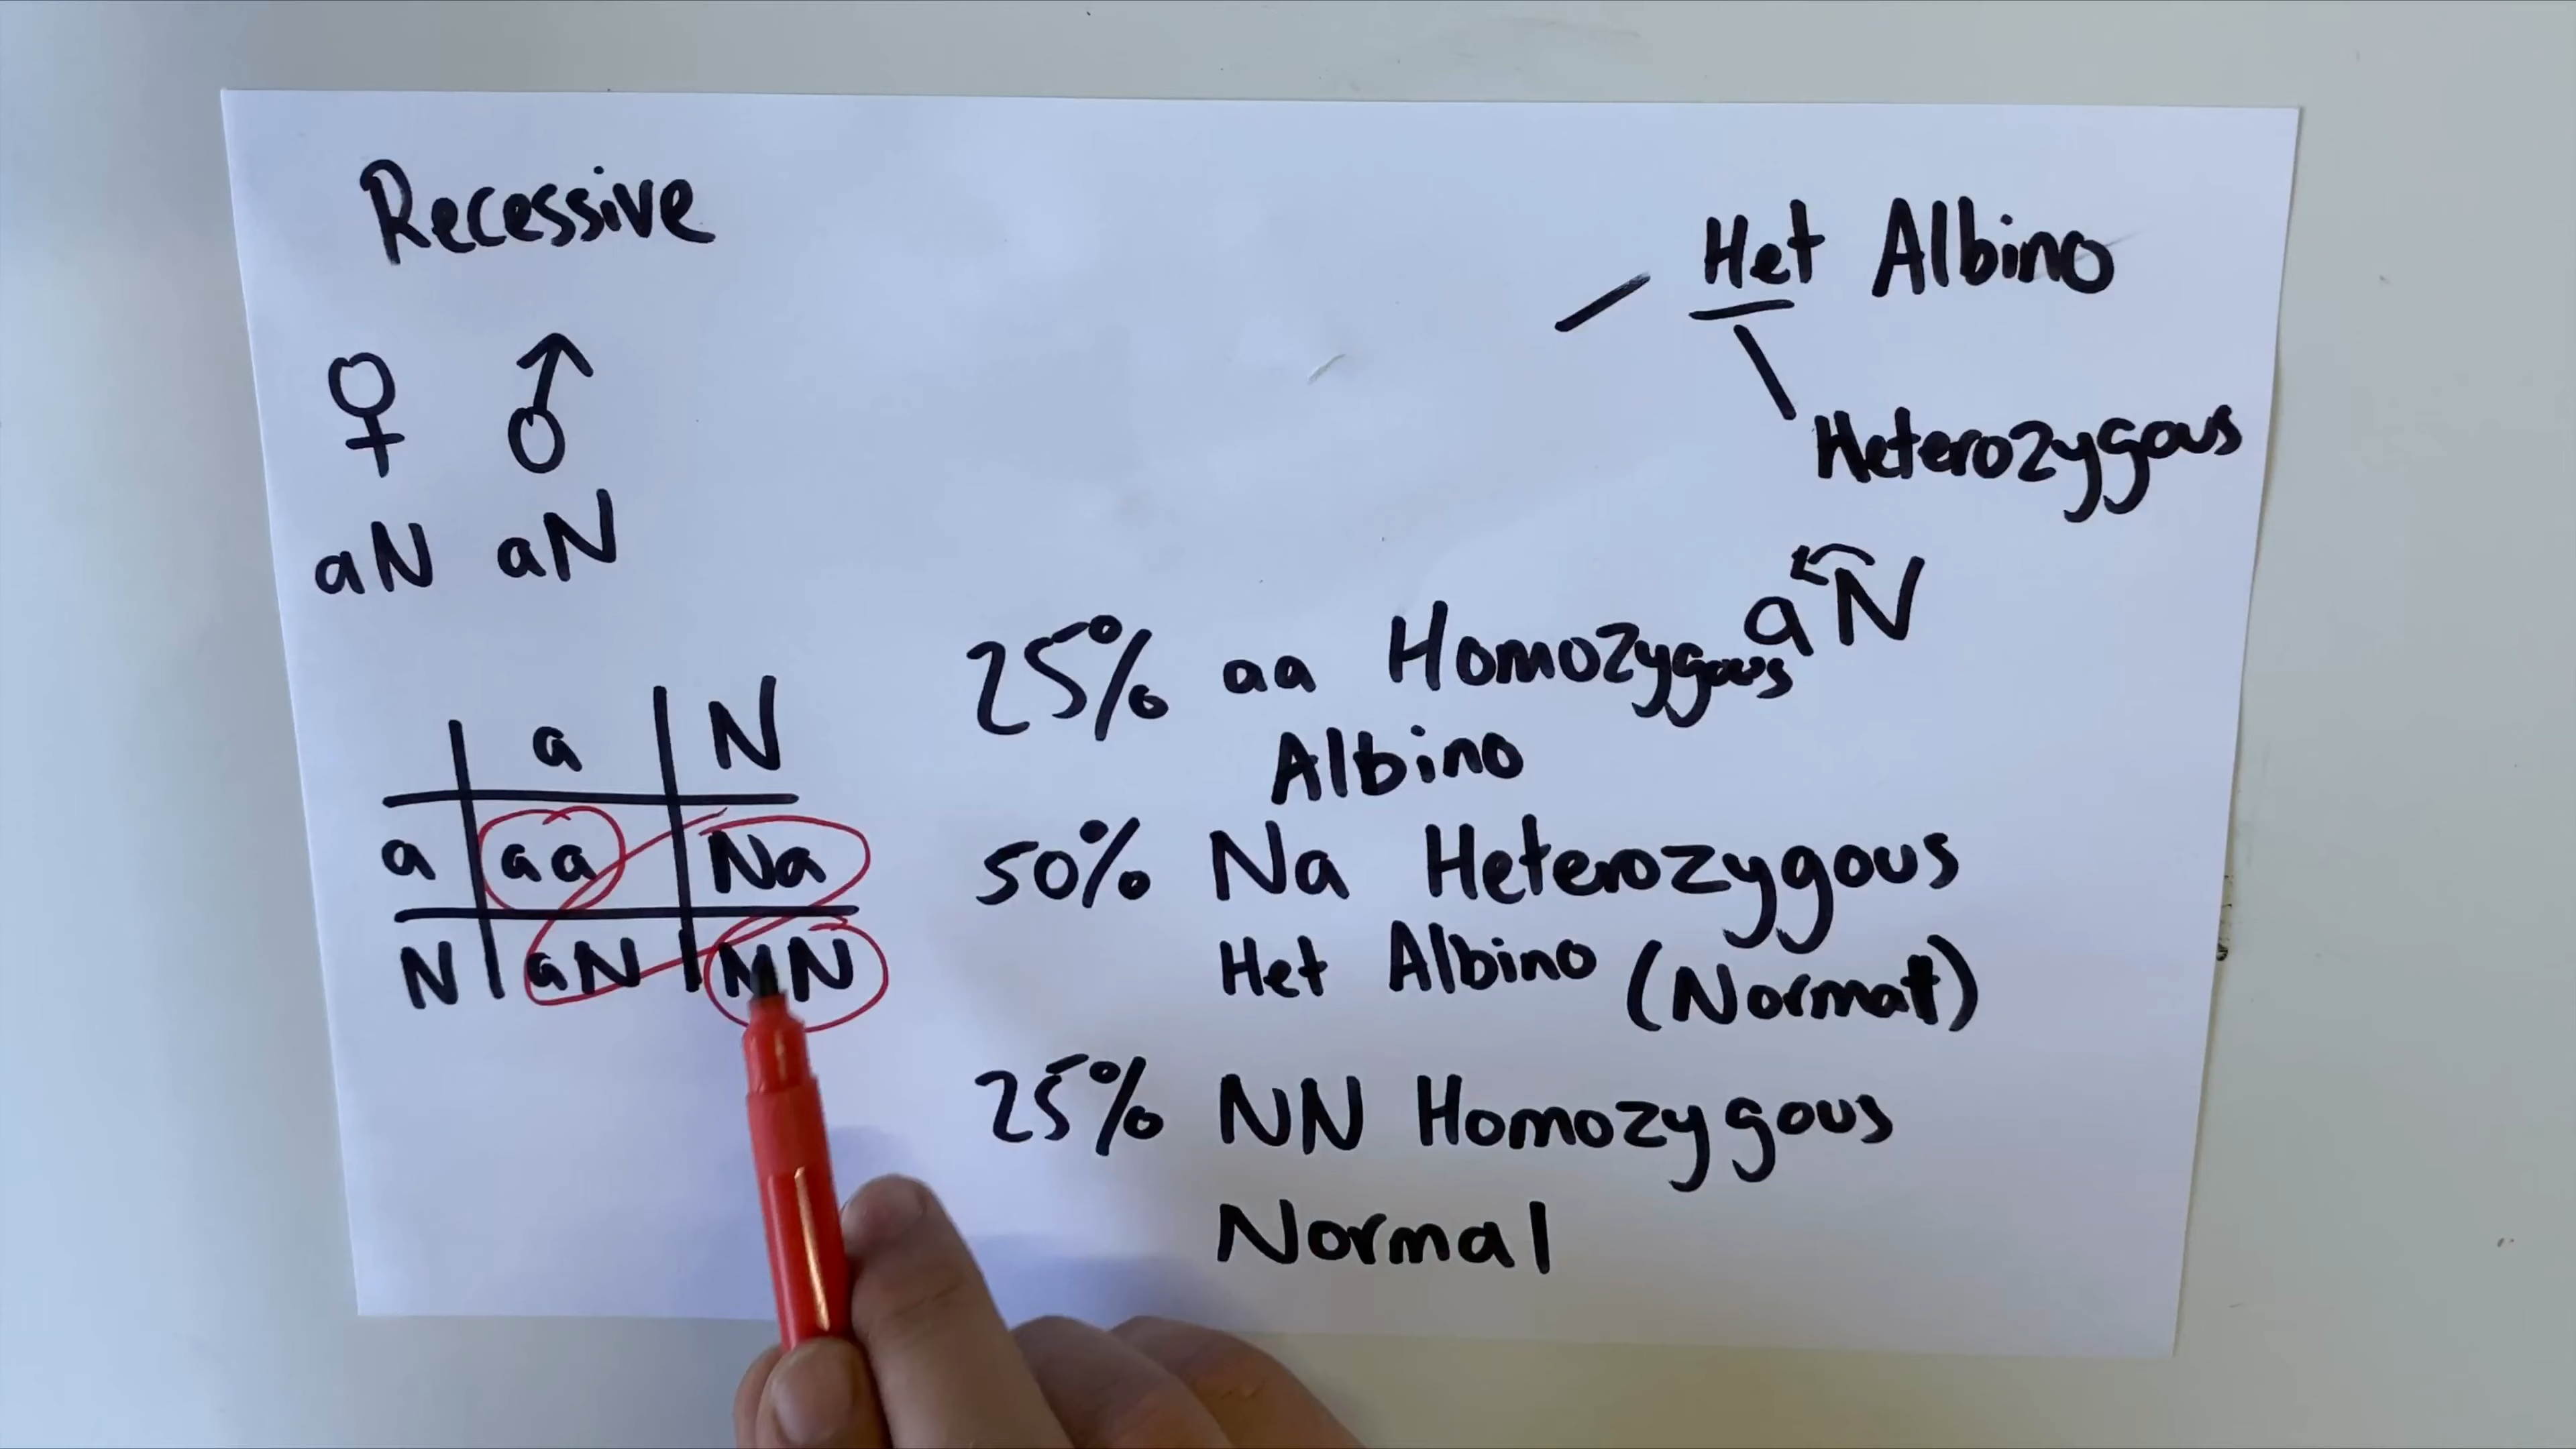 Recessive
♀ ♂
aN aN
Het Albino
Heterozygous
aN
a N
a aa Na
N aN NN
25% aa Homozygous
Albino
50% Na Heterozygous
Het Albino (Normal)
25% NN Homozygous
Normal